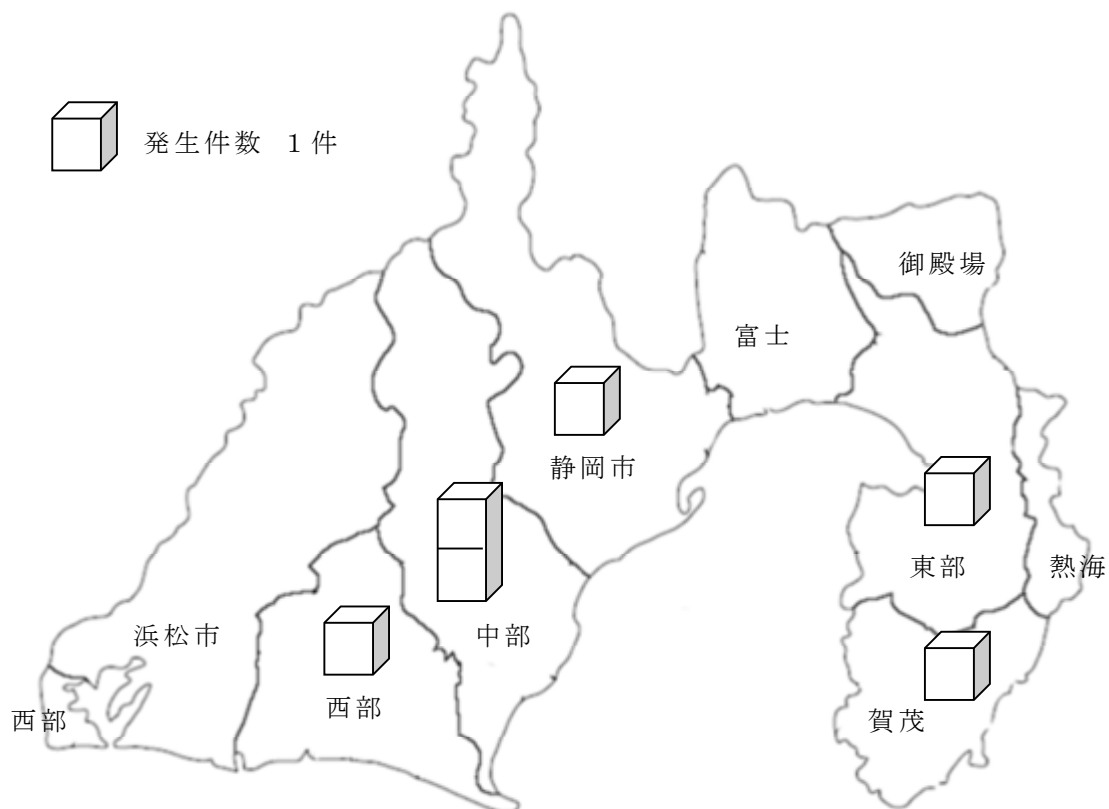 発生件数 １件
御殿場
富士
静岡市
東部
熱海
浜松市
中部
西部
西部
賀茂